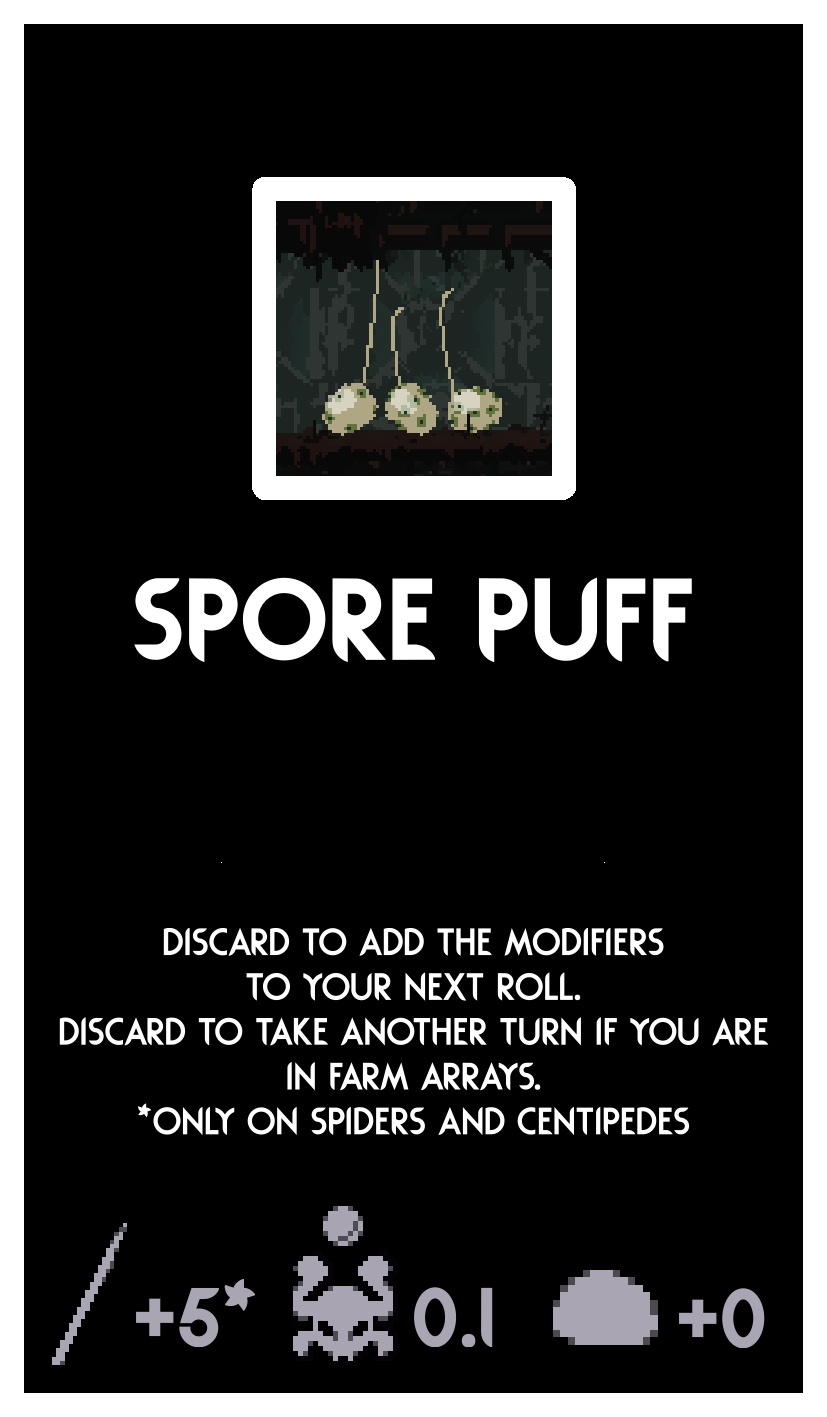 SPORE PUFF
DISCARD TO ADD THE MODIFIERS
TO YOUR NEXT ROLL.
DISCARD TO TAKE ANOTHER TURN IF YOU ARE
IN FARM ARRAYS.
*ONLY ON SPIDERS AND CENTIPEDES
+5* 0.1 +0